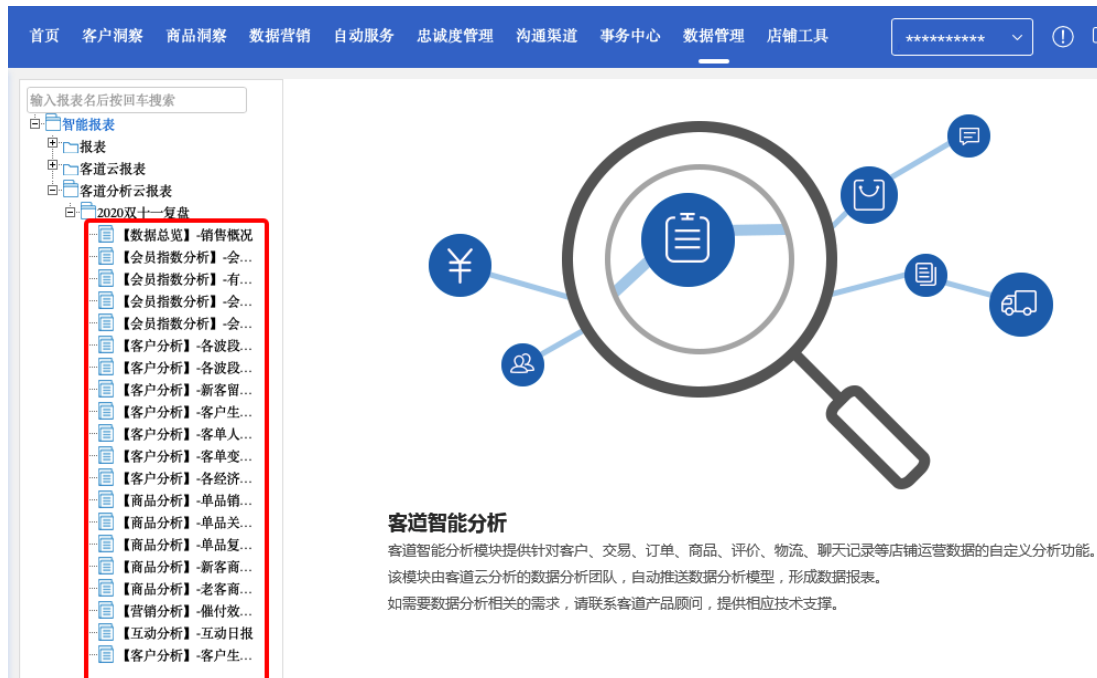 首页 客户洞察 商品洞察 数据营销 自动服务 忠诚度管理 沟通渠道 事务中心 数据管理 店铺工具 **********
输入报表名后按回车搜索
智能报表
报表
客道云报表
客道分析云报表
2020双十一复盘
【数据总览】-销售概况
【会员指数分析】-会...
【会员指数分析】-有...
【会员指数分析】-会...
【会员指数分析】-会...
【客户分析】-各波段...
【客户分析】-各波段...
【客户分析】-新客留...
【客户分析】-客户生...
【客户分析】-客单人...
【客户分析】-客单变...
【客户分析】-各经济...
【商品分析】-单品销...
【商品分析】-单品关...
【商品分析】-单品复...
【商品分析】-新客商...
【商品分析】-老客商...
【营销分析】-催付效...
【互动分析】-互动日报
【客户分析】-客户生...
客道智能分析
客道智能分析模块提供针对客户、交易、订单、商品、评价、物流、聊天记录等店铺运营数据的自定义分析功能。
该模块由客道云分析的数据分析团队，自动推送数据分析模型，形成数据报表。
如需要数据分析相关的需求，请联系客道产品顾问，提供相应技术支撑。